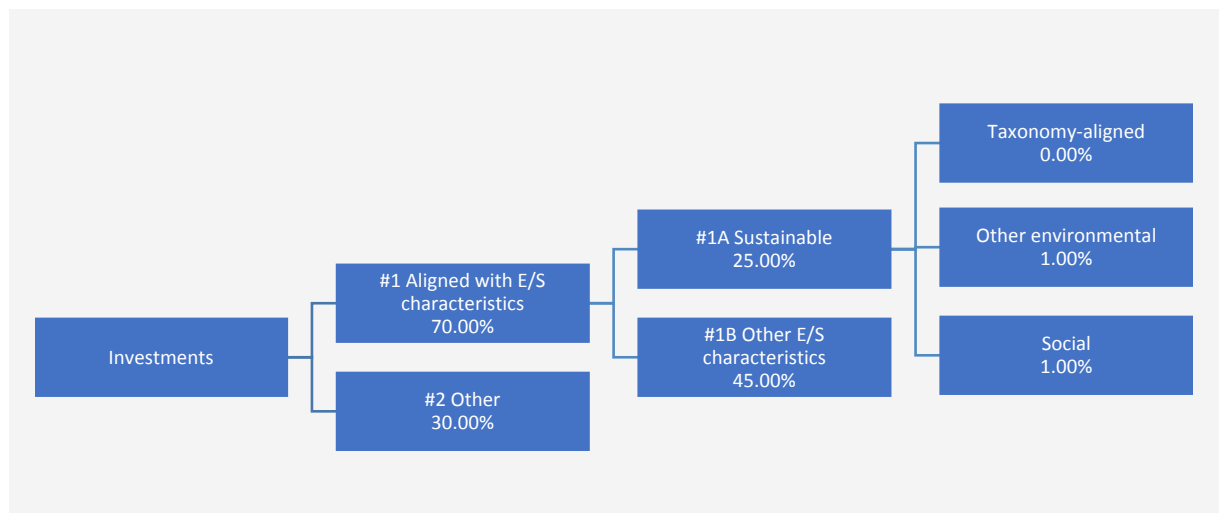 Investments
#1 Aligned with E/S
characteristics
70.00%
#2 Other
30.00%
#1A Sustainable
25.00%
#1B Other E/S
characteristics
45.00%
Taxonomy-aligned
0.00%
Other environmental
1.00%
Social
1.00%